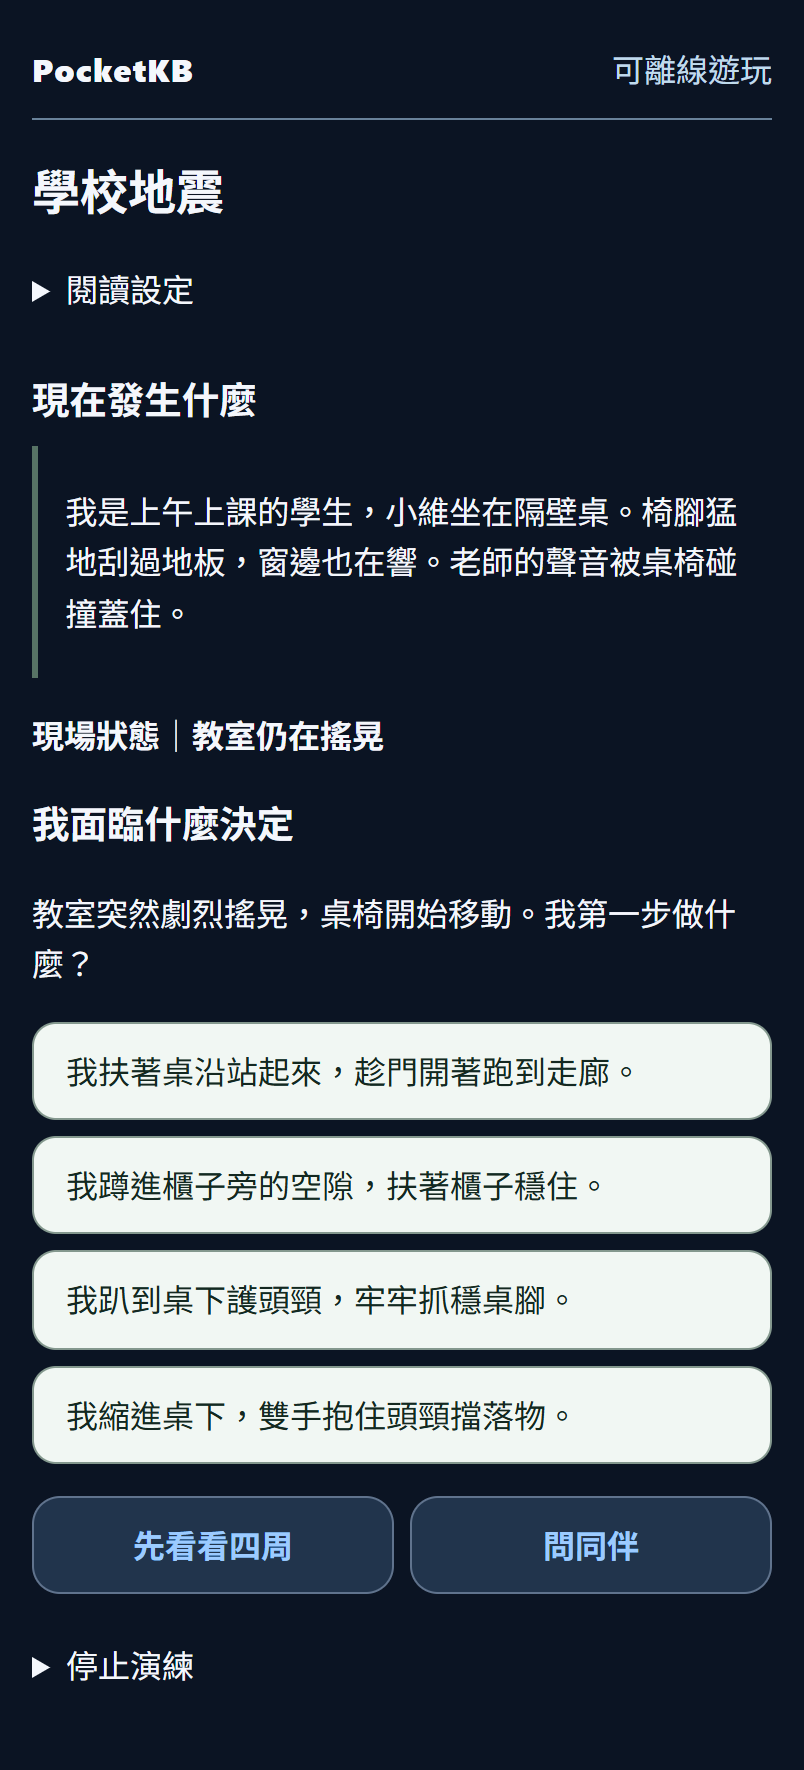 PocketKB
可離線遊玩
學校地震
▶ 閱讀設定
現在發生什麼
我是上午上課的學生，小維坐在隔壁桌。椅腳猛
地刮過地板，窗邊也在響。老師的聲音被桌椅碰
撞蓋住。
現場狀態｜教室仍在搖晃
我面臨什麼決定
教室突然劇烈搖晃，桌椅開始移動。我第一步做什
麼？
我扶著桌沿站起來，趁門開著跑到走廊。
我蹲進櫃子旁的空隙，扶著櫃子穩住。
我趴到桌下護頭頸，牢牢抓穩桌腳。
我縮進桌下，雙手抱住頭頸擋落物。
先看看四周
問同伴
▶ 停止演練